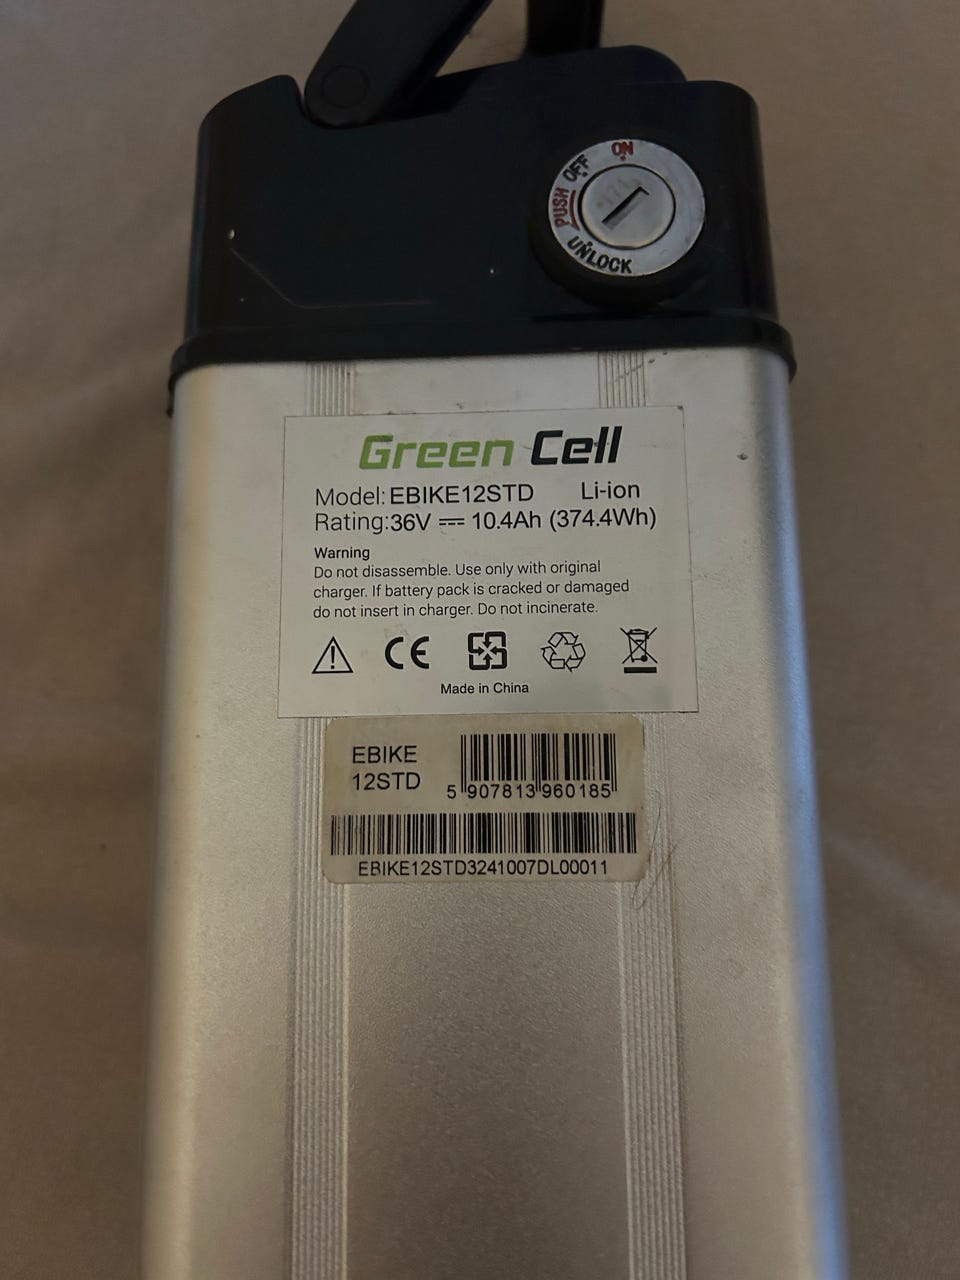 ON
OFF
PUSH
UNLOCK
Green Cell
Model: EBIKE12STD Li-ion
Rating:36V ⎓ 10.4Ah (374.4Wh)
Warning
Do not disassemble. Use only with original
charger. If battery pack is cracked or damaged
do not insert in charger. Do not incinerate.
CE
Made in China
EBIKE
12STD
5 907813 960185
EBIKE12STD3241007DL00011